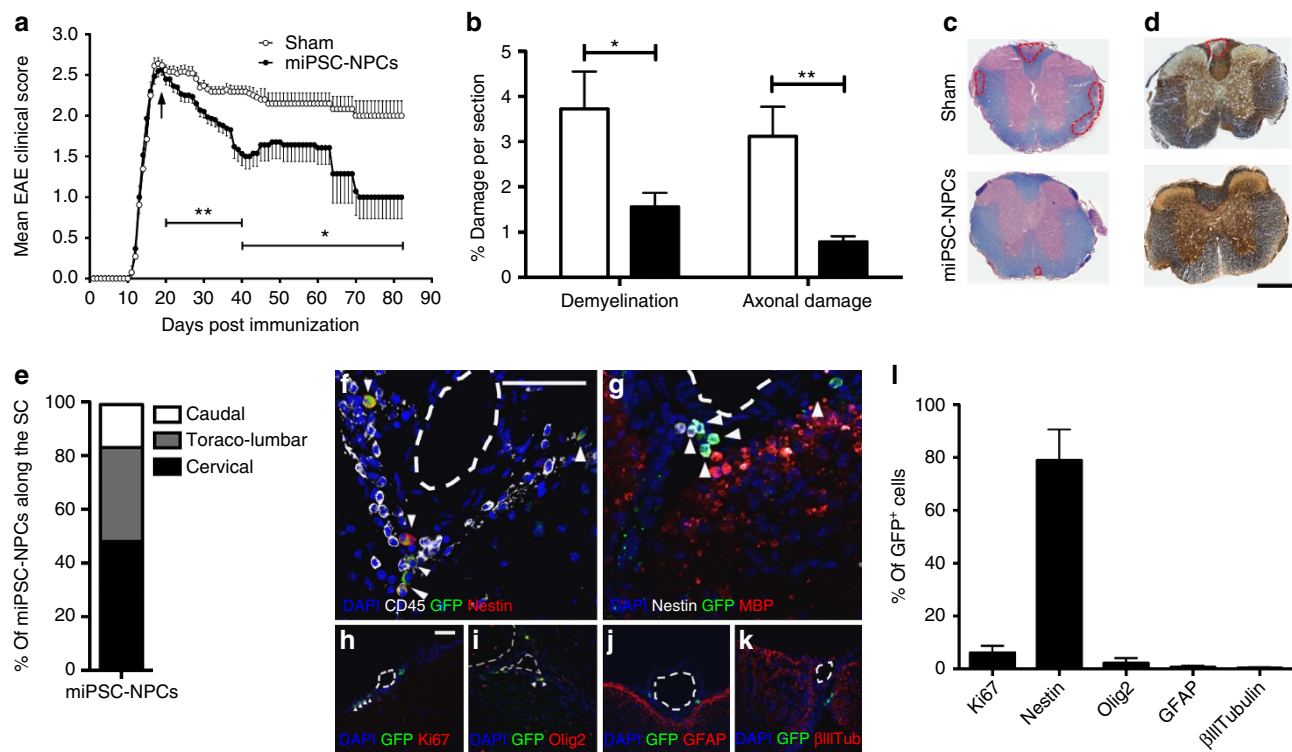 a
3.0
2.5
2.0
1.5
1.0
0.5
0.0
Mean EAE clinical score
Sham
miPSC-NPCs
**
*
0 10 20 30 40 50 60 70 80 90
Days post immunization
b
5
4
3
2
1
0
% Damage per section
*
**
Demyelination
Axonal damage
c
d
Sham
miPSC-NPCs
e
100
80
60
40
20
0
% Of miPSC-NPCs along the SC
Caudal
Toraco-lumbar
Cervical
miPSC-NPCs
f
DAPI CD45 GFP Nestin
g
DAPI Nestin GFP MBP
h
DAPI GFP Ki67
i
DAPI GFP Olig2
j
DAPI GFP GFAP
k
DAPI GFP βIIITub
l
100
80
60
40
20
0
% Of GFP+ cells
Ki67
Nestin
Olig2
GFAP
βIIITubulin